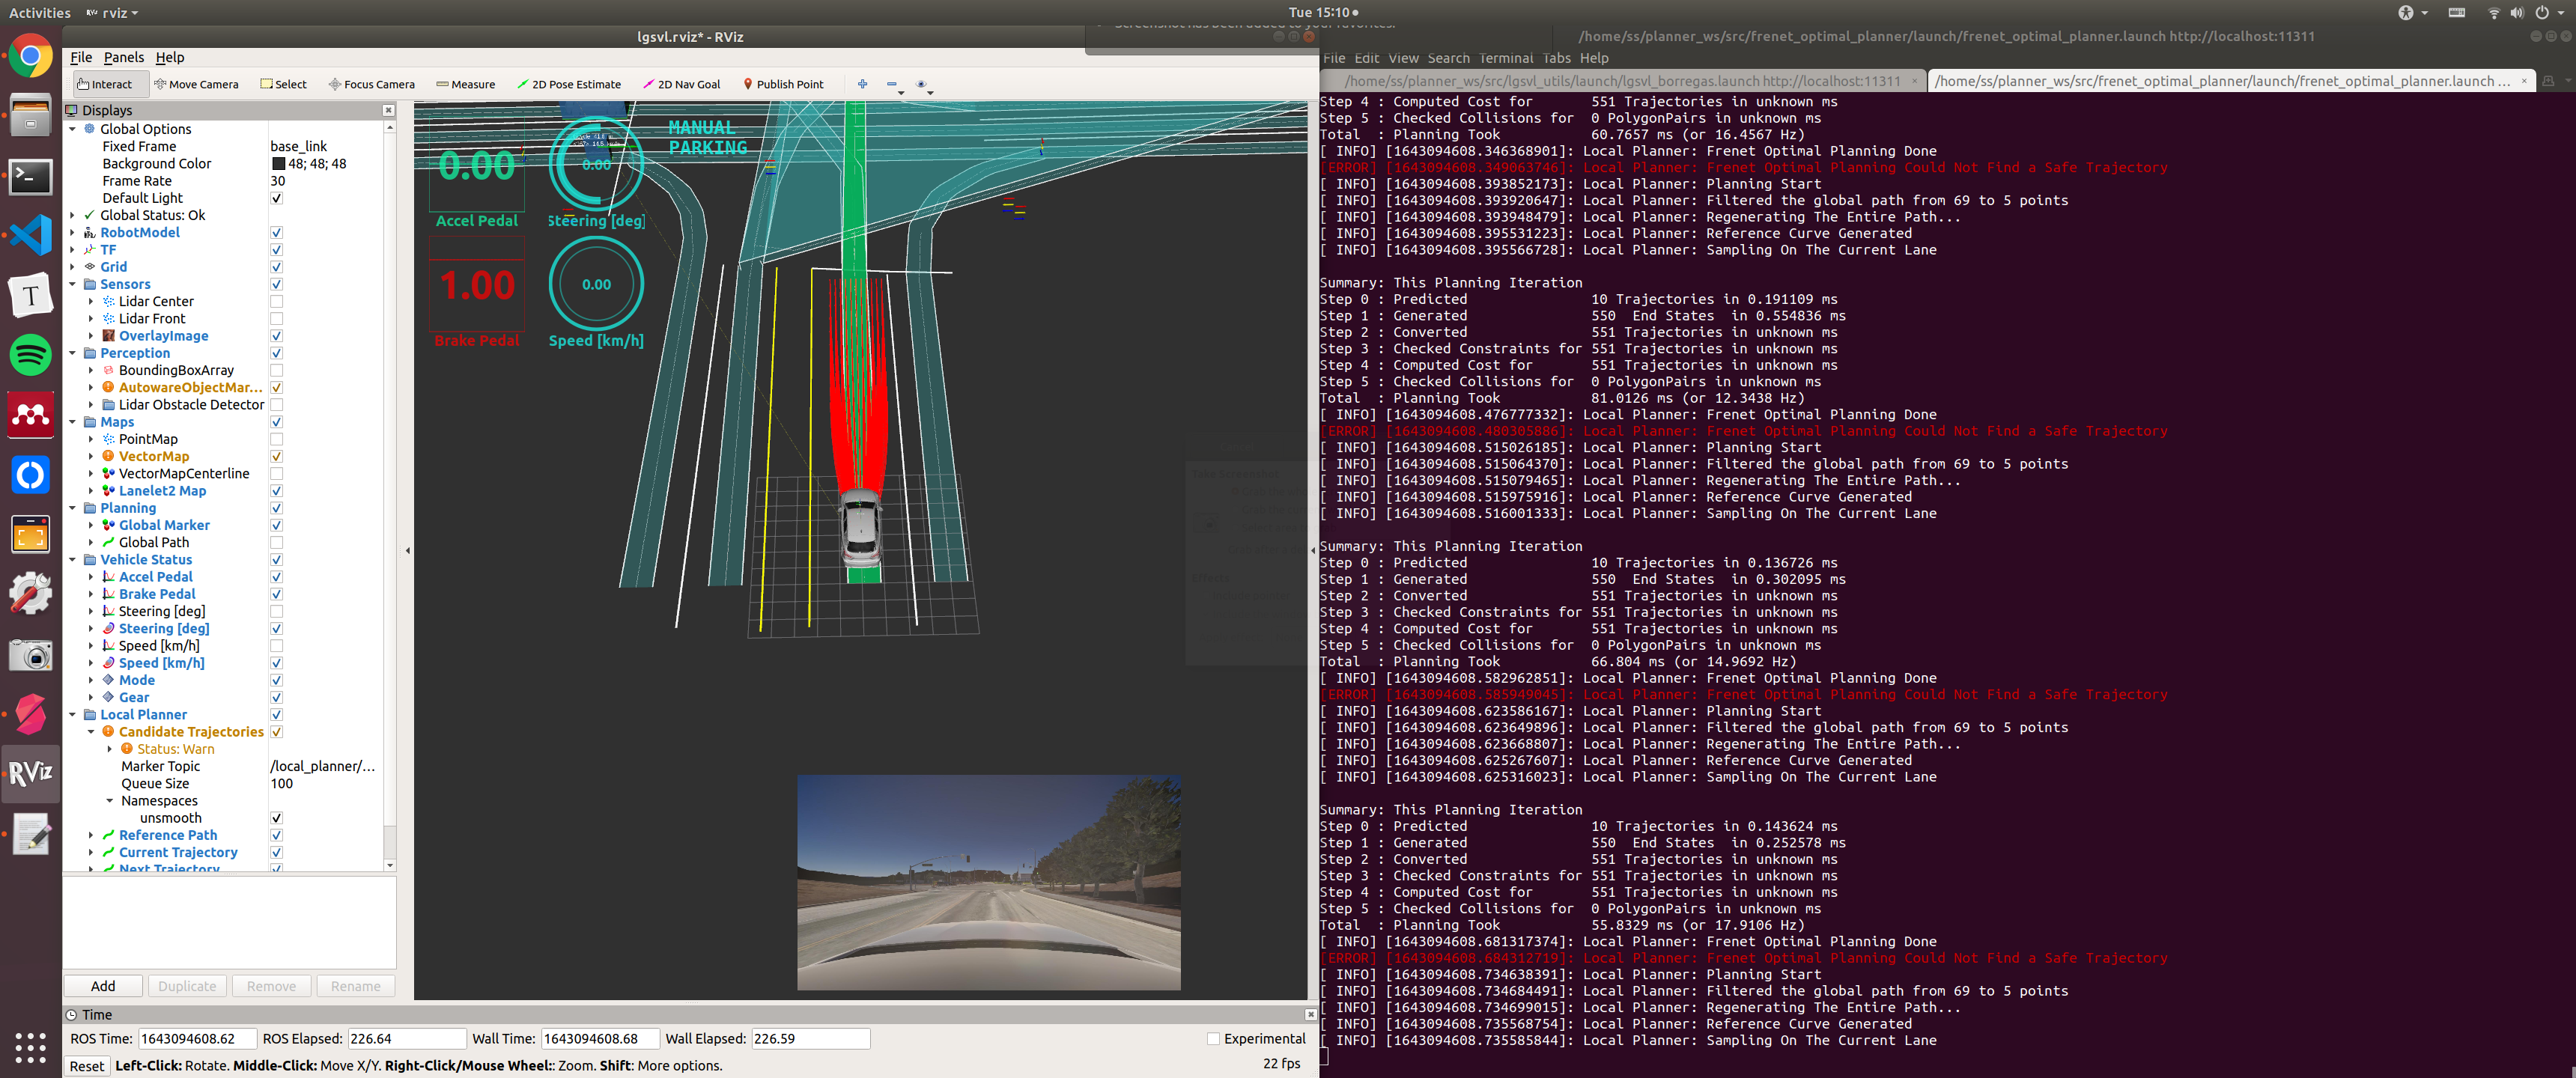 Activities
rviz
Tue 15:10
lgsvl.rviz* - RViz
File Panels Help
Interact Move Camera Select Focus Camera Measure 2D Pose Estimate 2D Nav Goal Publish Point
Displays
Global Options
Fixed Frame base_link
Background Color 48; 48; 48
Frame Rate 30
Default Light
Global Status: Ok
RobotModel
TF
Grid
Sensors
Lidar Center
Lidar Front
OverlayImage
Perception
BoundingBoxArray
AutowareObjectMar...
Lidar Obstacle Detector
Maps
PointMap
VectorMap
VectorMapCenterline
Lanelet2 Map
Planning
Global Marker
Global Path
Vehicle Status
Accel Pedal
Brake Pedal
Steering [deg]
Steering [deg]
Speed [km/h]
Speed [km/h]
Mode
Gear
Local Planner
Candidate Trajectories
Status: Warn
Marker Topic /local_planner/...
Queue Size 100
Namespaces
unsmooth
Reference Path
Current Trajectory
Next Trajectory
Add Duplicate Remove Rename
0.00
Accel Pedal
0.00
Steering [deg]
MANUAL
PARKING
1.00
Brake Pedal
0.00
Speed [km/h]
Time
ROS Time: 1643094608.62 ROS Elapsed: 226.64 Wall Time: 1643094608.68 Wall Elapsed: 226.59 Experimental
Reset Left-Click: Rotate. Middle-Click: Move X/Y. Right-Click/Mouse Wheel:: Zoom. Shift: More options. 22 fps
Screenshot has been added to your favorites.
/home/ss/planner_ws/src/frenet_optimal_planner/launch/frenet_optimal_planner.launch http://localhost:11311
File Edit View Search Terminal Tabs Help
/home/ss/planner_ws/src/lgsvl_utils/launch/lgsvl_borregas.launch http://localhost:11311
/home/ss/planner_ws/src/frenet_optimal_planner/launch/frenet_optimal_planner.launch ...
Step 4 : Computed Cost for 551 Trajectories in unknown ms
Step 5 : Checked Collisions for 0 PolygonPairs in unknown ms
Total : Planning Took 60.7657 ms (or 16.4567 Hz)
[ INFO] [1643094608.346368901]: Local Planner: Frenet Optimal Planning Done
[ERROR] [1643094608.349063746]: Local Planner: Frenet Optimal Planning Could Not Find a Safe Trajectory
[ INFO] [1643094608.393852173]: Local Planner: Planning Start
[ INFO] [1643094608.393920647]: Local Planner: Filtered the global path from 69 to 5 points
[ INFO] [1643094608.393948479]: Local Planner: Regenerating The Entire Path...
[ INFO] [1643094608.395531223]: Local Planner: Reference Curve Generated
[ INFO] [1643094608.395566728]: Local Planner: Sampling On The Current Lane
Summary: This Planning Iteration
Step 0 : Predicted 10 Trajectories in 0.191109 ms
Step 1 : Generated 550 End States in 0.554836 ms
Step 2 : Converted 551 Trajectories in unknown ms
Step 3 : Checked Constraints for 551 Trajectories in unknown ms
Step 4 : Computed Cost for 551 Trajectories in unknown ms
Step 5 : Checked Collisions for 0 PolygonPairs in unknown ms
Total : Planning Took 81.0126 ms (or 12.3438 Hz)
[ INFO] [1643094608.476777332]: Local Planner: Frenet Optimal Planning Done
[ERROR] [1643094608.480305886]: Local Planner: Frenet Optimal Planning Could Not Find a Safe Trajectory
[ INFO] [1643094608.515026185]: Local Planner: Planning Start
[ INFO] [1643094608.515064370]: Local Planner: Filtered the global path from 69 to 5 points
[ INFO] [1643094608.515079465]: Local Planner: Regenerating The Entire Path...
[ INFO] [1643094608.515975916]: Local Planner: Reference Curve Generated
[ INFO] [1643094608.516001333]: Local Planner: Sampling On The Current Lane
Summary: This Planning Iteration
Step 0 : Predicted 10 Trajectories in 0.136726 ms
Step 1 : Generated 550 End States in 0.302095 ms
Step 2 : Converted 551 Trajectories in unknown ms
Step 3 : Checked Constraints for 551 Trajectories in unknown ms
Step 4 : Computed Cost for 551 Trajectories in unknown ms
Step 5 : Checked Collisions for 0 PolygonPairs in unknown ms
Total : Planning Took 66.804 ms (or 14.9692 Hz)
[ INFO] [1643094608.582962851]: Local Planner: Frenet Optimal Planning Done
[ERROR] [1643094608.585949045]: Local Planner: Frenet Optimal Planning Could Not Find a Safe Trajectory
[ INFO] [1643094608.623586167]: Local Planner: Planning Start
[ INFO] [1643094608.623649896]: Local Planner: Filtered the global path from 69 to 5 points
[ INFO] [1643094608.623668807]: Local Planner: Regenerating The Entire Path...
[ INFO] [1643094608.625267607]: Local Planner: Reference Curve Generated
[ INFO] [1643094608.625316023]: Local Planner: Sampling On The Current Lane
Summary: This Planning Iteration
Step 0 : Predicted 10 Trajectories in 0.143624 ms
Step 1 : Generated 550 End States in 0.252578 ms
Step 2 : Converted 551 Trajectories in unknown ms
Step 3 : Checked Constraints for 551 Trajectories in unknown ms
Step 4 : Computed Cost for 551 Trajectories in unknown ms
Step 5 : Checked Collisions for 0 PolygonPairs in unknown ms
Total : Planning Took 55.8329 ms (or 17.9106 Hz)
[ INFO] [1643094608.681317374]: Local Planner: Frenet Optimal Planning Done
[ERROR] [1643094608.684312719]: Local Planner: Frenet Optimal Planning Could Not Find a Safe Trajectory
[ INFO] [1643094608.734638391]: Local Planner: Planning Start
[ INFO] [1643094608.734684491]: Local Planner: Filtered the global path from 69 to 5 points
[ INFO] [1643094608.734699015]: Local Planner: Regenerating The Entire Path...
[ INFO] [1643094608.735568754]: Local Planner: Reference Curve Generated
[ INFO] [1643094608.735585844]: Local Planner: Sampling On The Current Lane